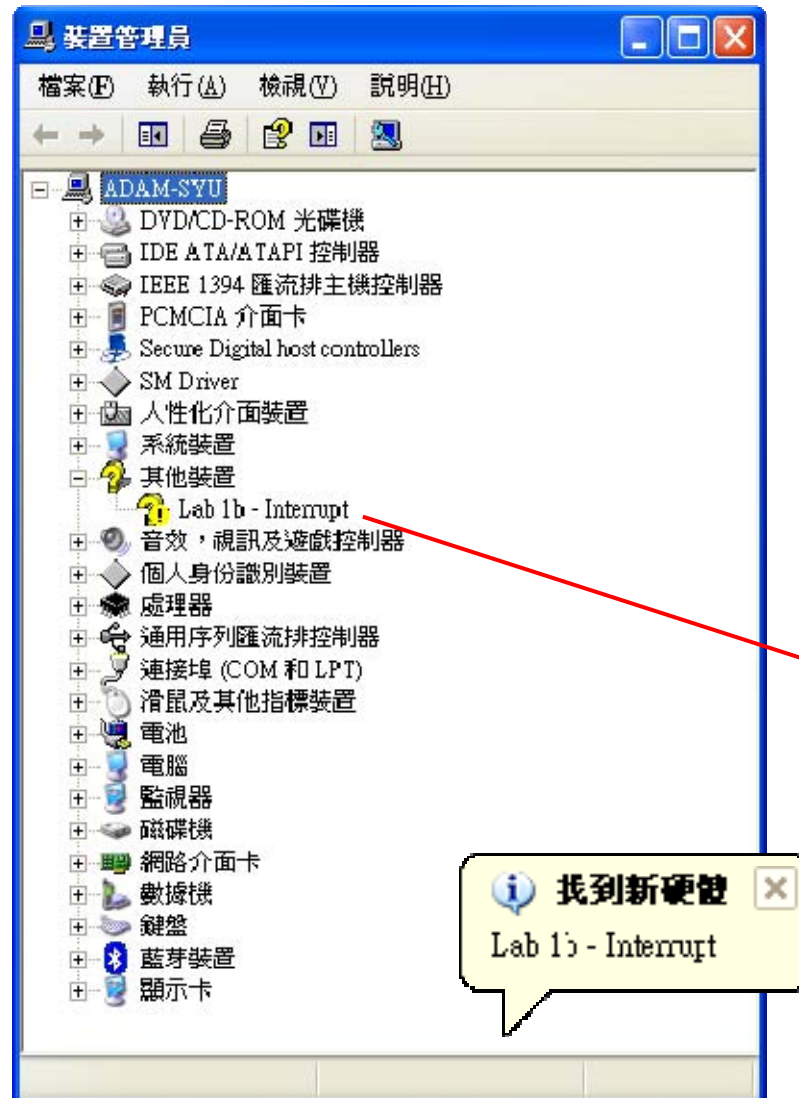 裝置管理員
檔案(F) 執行(A) 檢視(V) 說明(H)
ADAM-SYU
DVD/CD-ROM 光碟機
IDE ATA/ATAPI 控制器
IEEE 1394 匯流排主機控制器
PCMCIA 介面卡
Secure Digital host controllers
SM Driver
人性化介面裝置
系統裝置
其他裝置
Lab 1b - Interrupt
音效，視訊及遊戲控制器
個人身份識別裝置
處理器
通用序列匯流排控制器
連接埠 (COM 和 LPT)
滑鼠及其他指標裝置
電池
電腦
監視器
磁碟機
網路介面卡
數據機
鍵盤
藍芽裝置
顯示卡
找到新硬體
Lab 1b - Interrupt